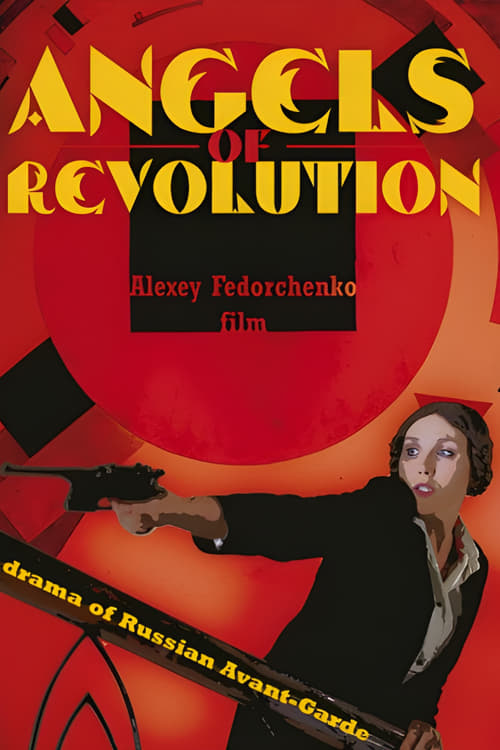 ANGELS
OF
REVOLUTION
Alexey Fedorchenko
film
drama of Russian Avant-Garde